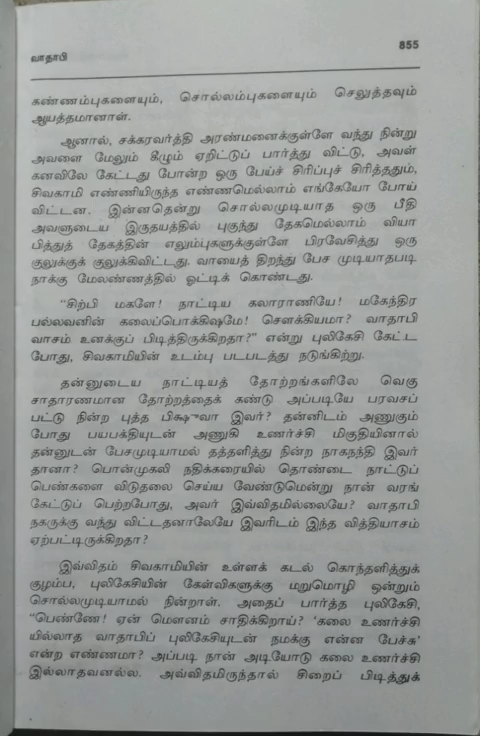 855
வாதாபி
கண்ணம்புகளையும், சொல்லம்புகளையும் செலுத்தவும்
ஆயத்தமானாள்.
ஆனால், சக்கரவர்த்தி அரண்மனைக்குள்ளே வந்து நின்று
அவளை மேலும் கீழும் ஏறிட்டுப் பார்த்து விட்டு, அவள்
கனவிலே கேட்டது போன்ற ஒரு பேய்ச் சிரிப்புச் சிரித்ததும்,
சிவகாமி எண்ணியிருந்த எண்ணமெல்லாம் எங்கேயோ போய்
விட்டன. இன்னதென்று சொல்லமுடியாத ஒரு பீதி
அவளுடைய இருதயத்தில் புகுந்து தேகமெல்லாம் வியா
பித்துத் தேகத்தின் எலும்புகளுக்குள்ளே பிரவேசித்து ஒரு
குலுக்குக் குலுக்கிவிட்டது. வாயைத் திறந்து பேச முடியாதபடி
நாக்கு மேலண்ணத்தில் ஒட்டிக் கொண்டது.
“சிற்பி மகளே! நாட்டிய கலாராணியே! மகேந்திர
பல்லவனின் கலைப்பொக்கிஷமே! சௌக்கியமா? வாதாபி
வாசம் உனக்குப் பிடித்திருக்கிறதா?” என்று புலிகேசி கேட்ட
போது, சிவகாமியின் உடம்பு படபடத்து நடுங்கிற்று.
தன்னுடைய நாட்டியத் தோற்றங்களிலே வெகு
சாதாரணமான தோற்றத்தைக் கண்டு அப்படியே பரவசப்
பட்டு நின்ற புத்த பிக்ஷுவா இவர்? தன்னிடம் அணுகும்
போது பயபக்தியுடன் அணுகி உணர்ச்சி மிகுதியினால்
தன்னுடன் பேசமுடியாமல் தத்தளித்து நின்ற நாகநந்தி இவர்
தானா? பொன்முகலி நதிக்கரையில் தொண்டை நாட்டுப்
பெண்களை விடுதலை செய்ய வேண்டுமென்று நான் வரங்
கேட்டுப் பெற்றபோது, அவர் இவ்விதமில்லையே? வாதாபி
நகருக்கு வந்து விட்டதனாலேயே இவரிடம் இந்த வித்தியாசம்
ஏற்பட்டிருக்கிறதா?
இவ்விதம் சிவகாமியின் உள்ளக் கடல் கொந்தளித்துக்
குழம்ப, புலிகேசியின் கேள்விகளுக்கு மறுமொழி ஒன்றும்
சொல்லமுடியாமல் நின்றாள். அதைப் பார்த்த புலிகேசி,
“பெண்ணே! ஏன் மௌனம் சாதிக்கிறாய்? ‘கலை உணர்ச்சி
யில்லாத வாதாபிப் புலிகேசியுடன் நமக்கு என்ன பேச்சு’
என்ற எண்ணமா? அப்படி நான் அடியோடு கலை உணர்ச்சி
இல்லாதவனல்ல. அவ்விதமிருந்தால் சிறைப் பிடித்துக்